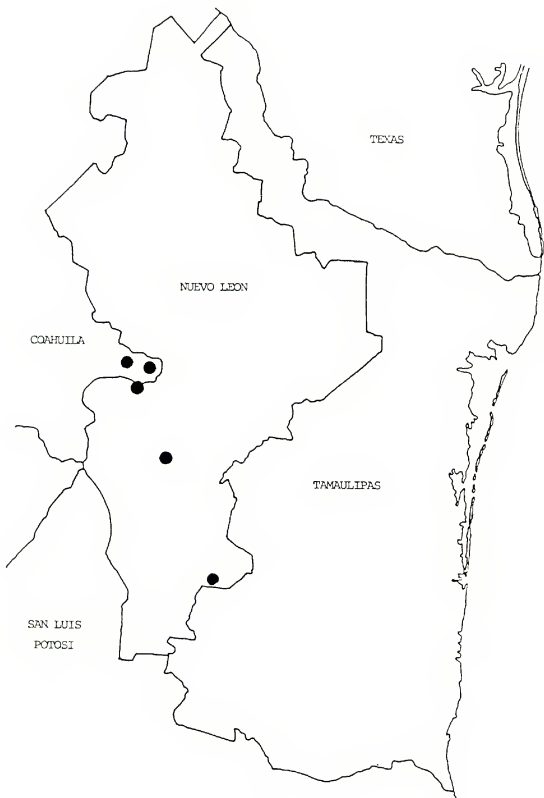 TEXAS
NUEVO LEON
COAHUILA
TAMAULIPAS
SAN LUIS
POTOSI